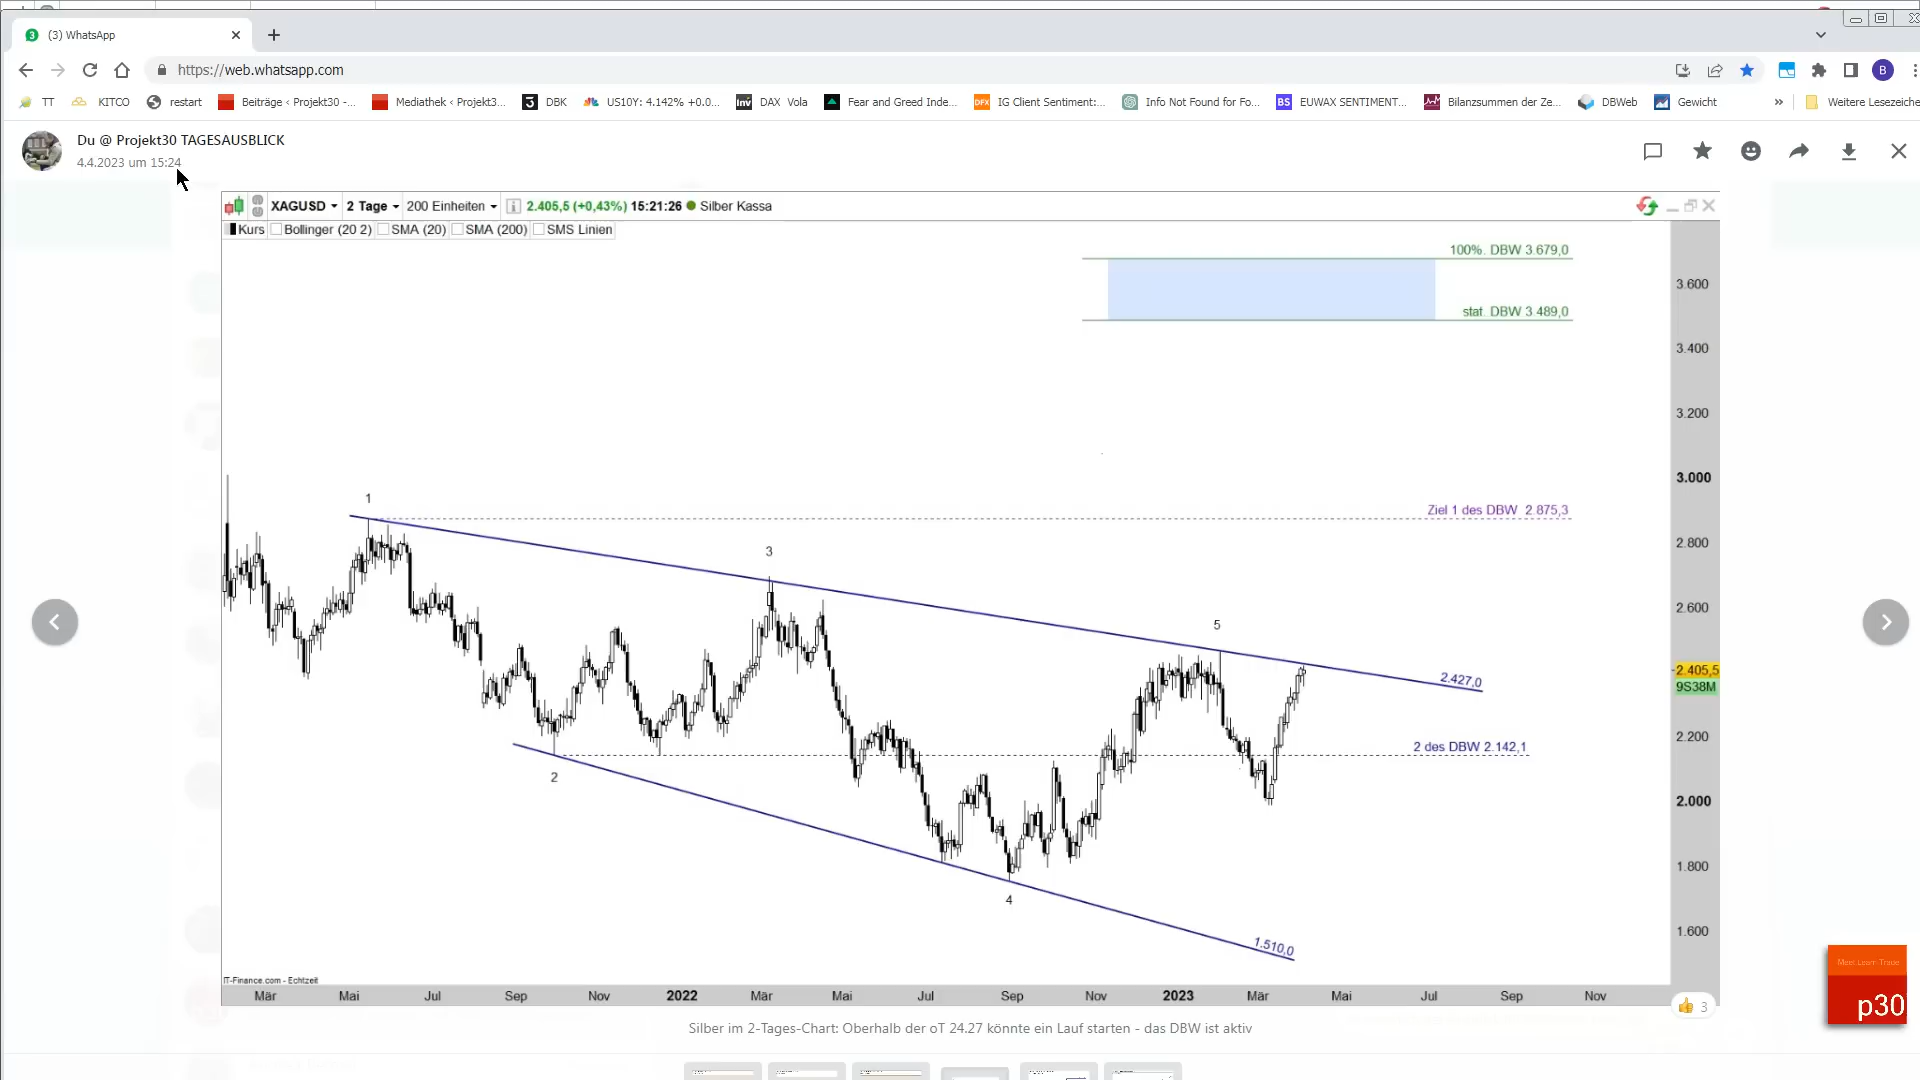 (3) WhatsApp
https://web.whatsapp.com
TT KITCO restart Beiträge ‹ Projekt30 -... Mediathek ‹ Projekt3... DBK US10Y: 4.142% +0.0... DAX Vola Fear and Greed Inde... IG Client Sentiment:... Info Not Found for Fo... EUWAX SENTIMENT... Bilanzsummen der Ze... DBWeb Gewicht » Weitere Lesezeiche
Du @ Projekt30 TAGESAUSBLICK
4.4.2023 um 15:24
XAGUSD 2 Tage 200 Einheiten 2.405,5 (+0,43%) 15:21:26 Silber Kassa
Kurs Bollinger (20 2) SMA (20) SMA (200) SMS Linien
100%. DBW 3.679,0
3.600
stat. DBW 3.489,0
3.400
3.200
3.000
1
Ziel 1 des DBW 2.875,3
2.800
3
2.600
5
2.405,5
2.427,0
9S38M
2.200
2 des DBW 2.142,1
2
2.000
1.800
4
1.600
1.510,0
IT-Finance.com - Echtzeit
Mär Mai Jul Sep Nov 2022 Mär Mai Jul Sep Nov 2023 Mär Mai Jul Sep Nov
Meet Learn Trade
p30
3
Silber im 2-Tages-Chart: Oberhalb der oT 24.27 könnte ein Lauf starten - das DBW ist aktiv